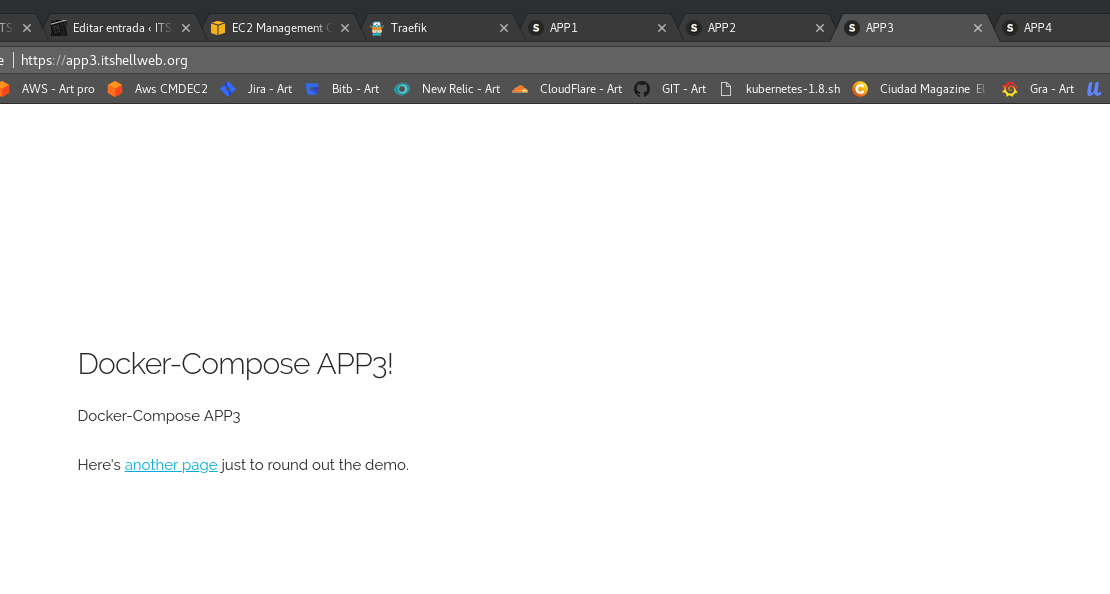 TS Editar entrada ‹ ITS EC2 Management C Traefik APP1 APP2 APP3 APP4
e https://app3.itshellweb.org
AWS - Art pro Aws CMDEC2 Jira - Art Bitb - Art New Relic - Art CloudFlare - Art GIT - Art kubernetes-1.8.sh Ciudad Magazine El Gra - Art
Docker-Compose APP3!
Docker-Compose APP3
Here's another page just to round out the demo.